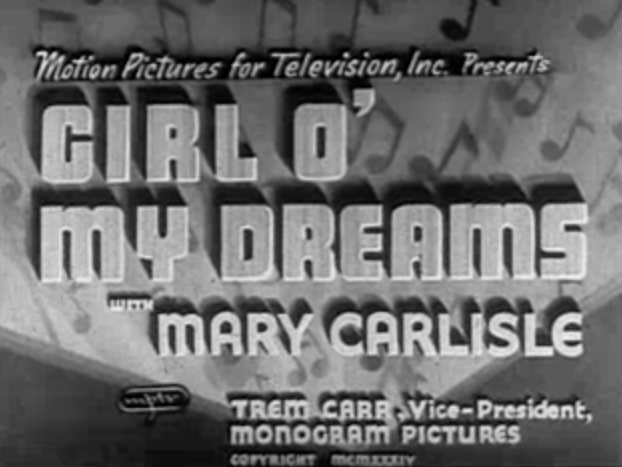 Motion Pictures for Television, Inc. Presents
GIRL O'
MY DREAMS
WITH
MARY CARLISLE
TREM CARR, Vice-President,
MONOGRAM PICTURES
COPYRIGHT MCMXXXIV